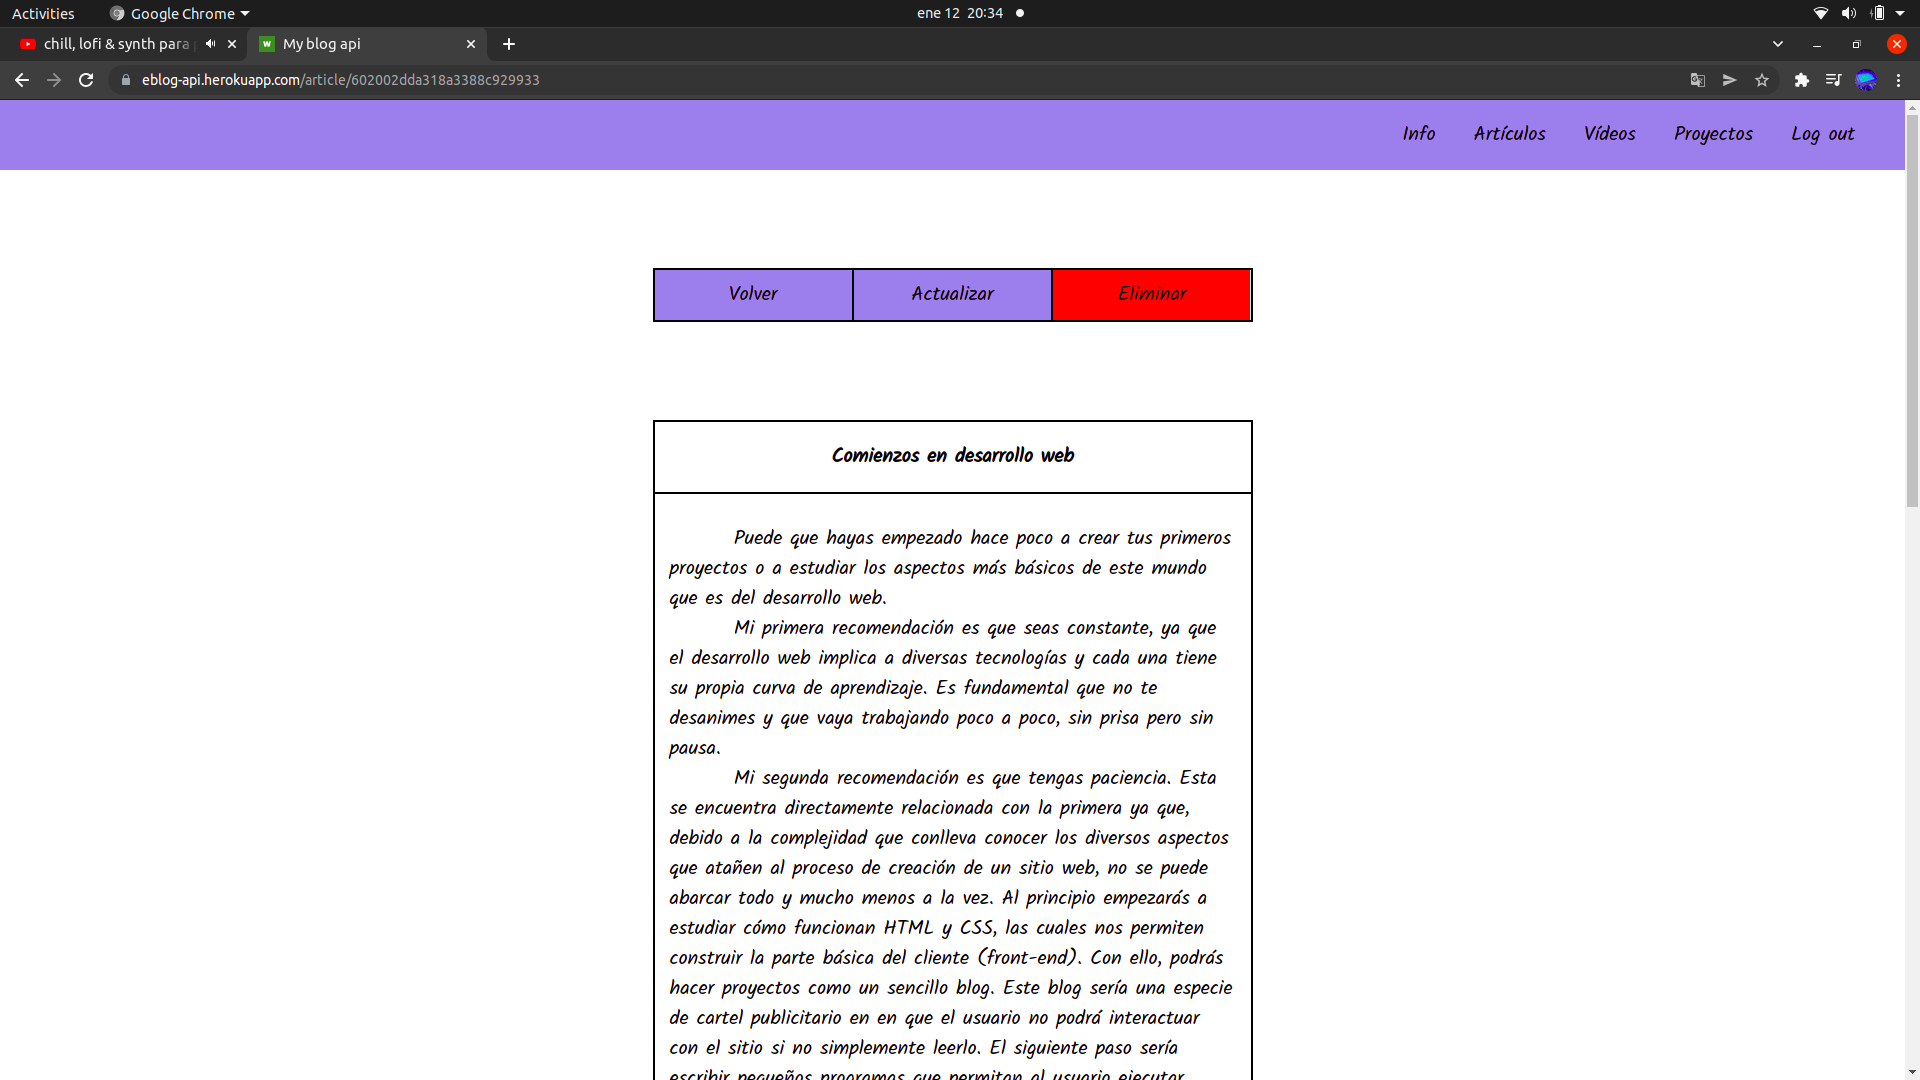 Activities
Google Chrome
ene 12 20:34
chill, lofi & synth para
My blog api
eblog-api.herokuapp.com/article/602002dda318a3388c929933
Info
Artículos
Vídeos
Proyectos
Log out
Volver
Actualizar
Eliminar
Comienzos en desarrollo web
Puede que hayas empezado hace poco a crear tus primeros
proyectos o a estudiar los aspectos más básicos de este mundo
que es del desarrollo web.
Mi primera recomendación es que seas constante, ya que
el desarrollo web implica a diversas tecnologías y cada una tiene
su propia curva de aprendizaje. Es fundamental que no te
desanimes y que vaya trabajando poco a poco, sin prisa pero sin
pausa.
Mi segunda recomendación es que tengas paciencia. Esta
se encuentra directamente relacionada con la primera ya que,
debido a la complejidad que conlleva conocer los diversos aspectos
que atañen al proceso de creación de un sitio web, no se puede
abarcar todo y mucho menos a la vez. Al principio empezarás a
estudiar cómo funcionan HTML y CSS, las cuales nos permiten
construir la parte básica del cliente (front-end). Con ello, podrás
hacer proyectos como un sencillo blog. Este blog sería una especie
de cartel publicitario en en que el usuario no podrá interactuar
con el sitio si no simplemente leerlo. El siguiente paso sería
escribir pequeños programas que permitan al usuario ejecutar